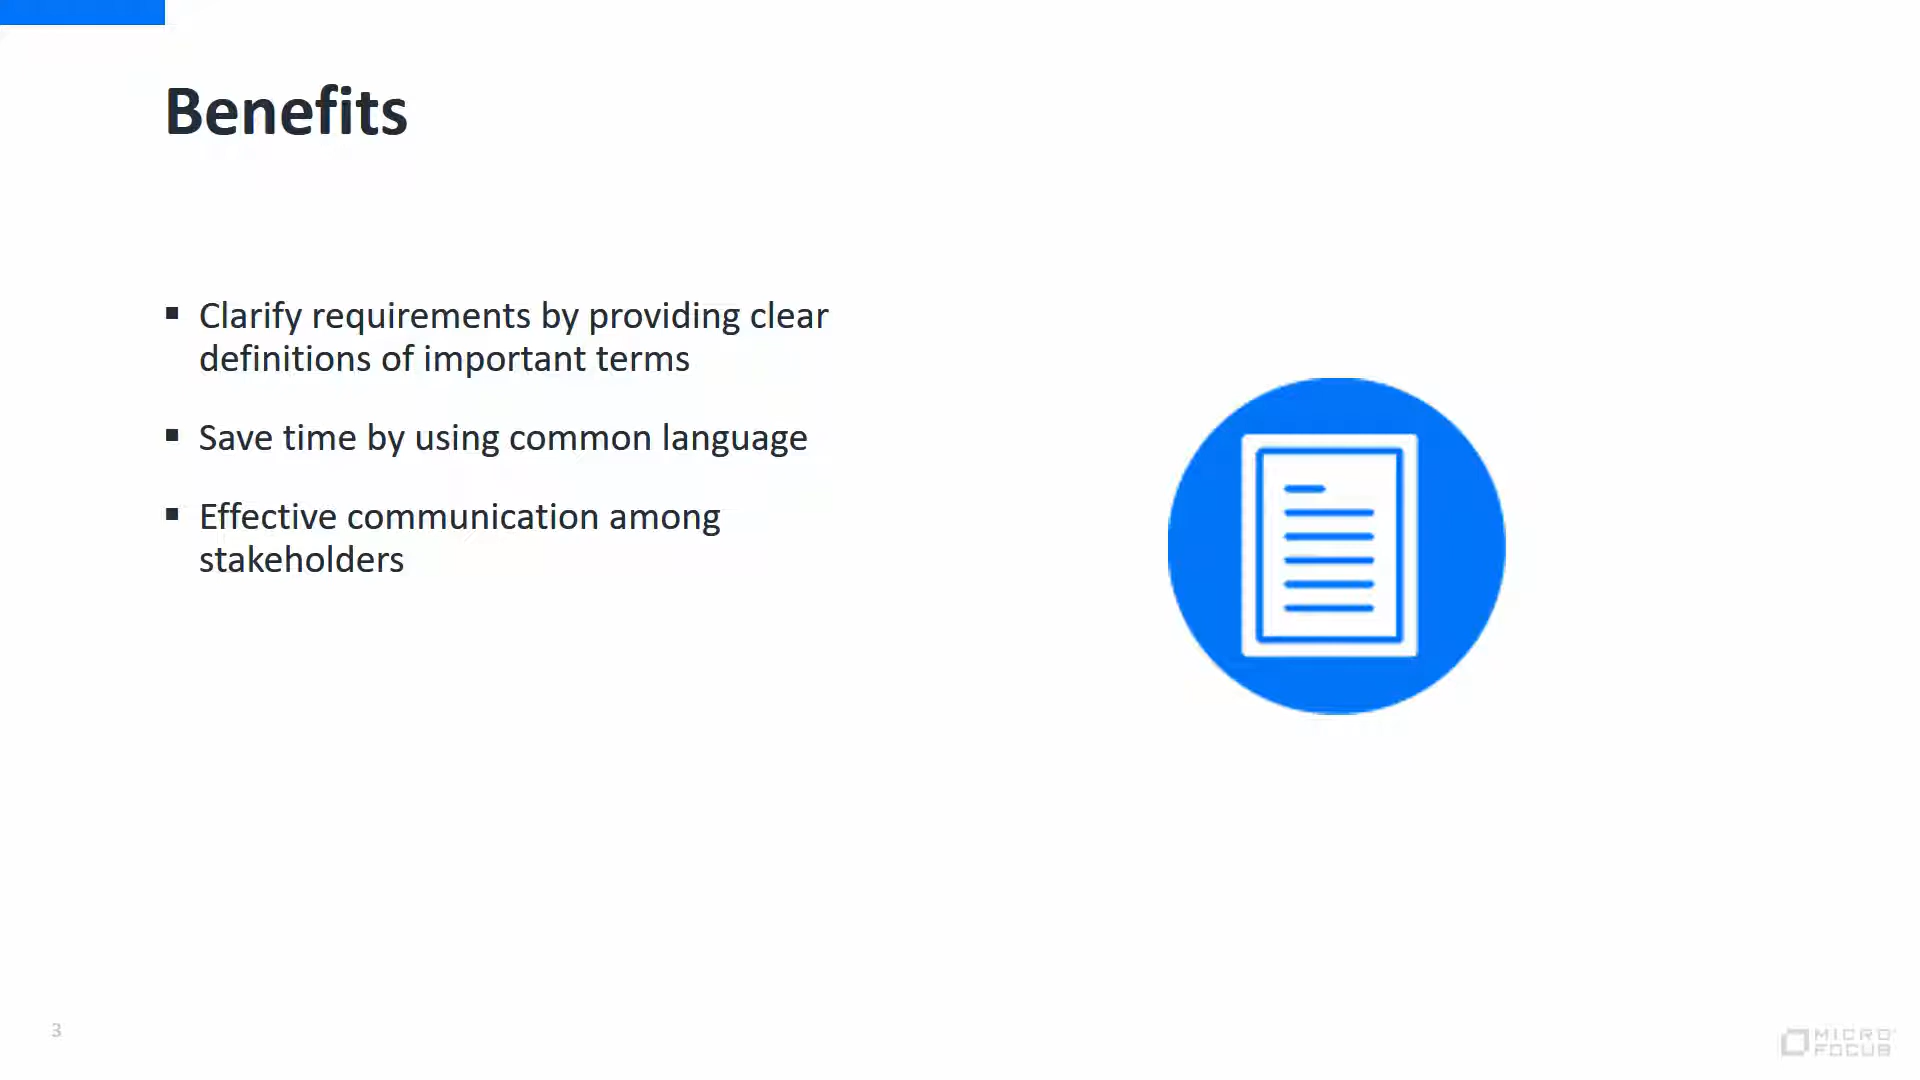 Benefits
▪ Clarify requirements by providing clear
definitions of important terms
▪ Save time by using common language
▪ Effective communication among
stakeholders
3
MICRO
FOCUS